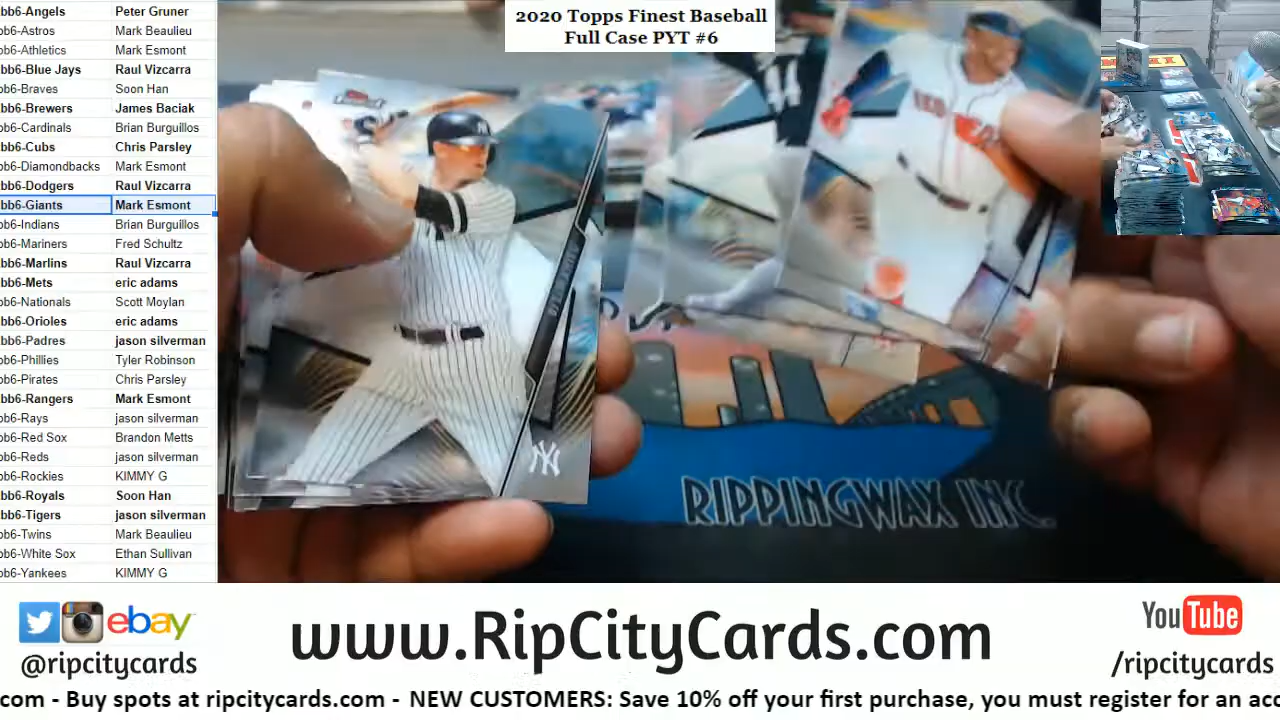 2020 Topps Finest Baseball
Full Case PYT #6
bb6-Angels Peter Gruner
bb6-Astros Mark Beaulieu
bb6-Athletics Mark Esmont
bb6-Blue Jays Raul Vizcarra
bb6-Braves Soon Han
bb6-Brewers James Baciak
bb6-Cardinals Brian Burguillos
bb6-Cubs Chris Parsley
bb6-Diamondbacks Mark Esmont
bb6-Dodgers Raul Vizcarra
bb6-Giants Mark Esmont
bb6-Indians Brian Burguillos
bb6-Mariners Fred Schultz
bb6-Marlins Raul Vizcarra
bb6-Mets eric adams
bb6-Nationals Scott Moylan
bb6-Orioles eric adams
bb6-Padres jason silverman
bb6-Phillies Tyler Robinson
bb6-Pirates Chris Parsley
bb6-Rangers Mark Esmont
bb6-Rays jason silverman
bb6-Red Sox Brandon Metts
bb6-Reds jason silverman
bb6-Rockies KIMMY G
bb6-Royals Soon Han
bb6-Tigers jason silverman
bb6-Twins Mark Beaulieu
bb6-White Sox Ethan Sullivan
bb6-Yankees KIMMY G
44
NY
RIPPINGWAX INC.
ebay
@ripcitycards
www.RipCityCards.com
YouTube
/ripcitycards
com - Buy spots at ripcitycards.com - NEW CUSTOMERS: Save 10% off your first purchase, you must register for an acc